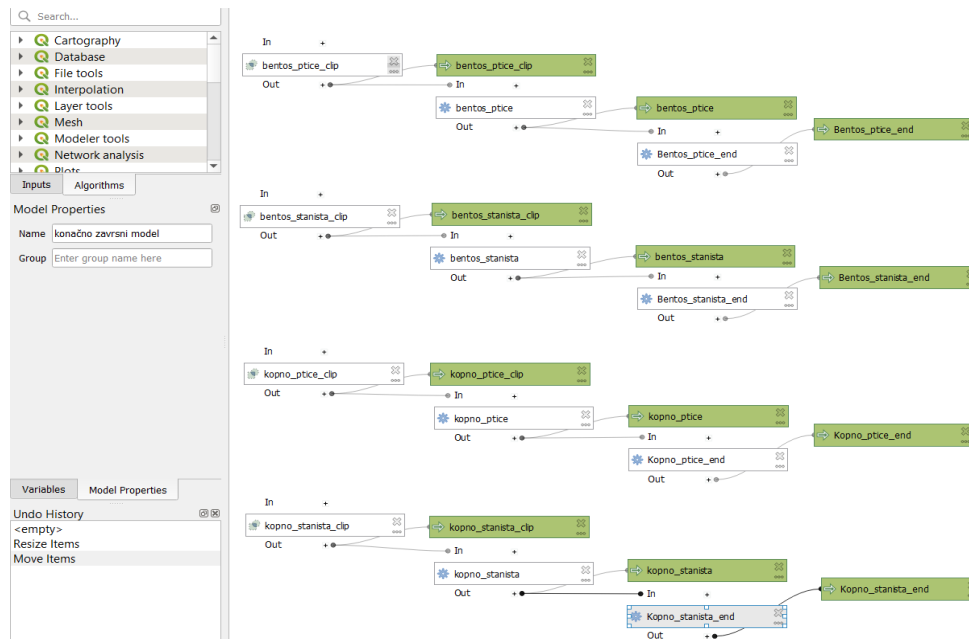 Search...
Cartography
Database
File tools
Interpolation
Layer tools
Mesh
Modeler tools
Network analysis
Plots
Inputs Algorithms
Model Properties
Name konačno zavrsni model
Group Enter group name here
Variables Model Properties
Undo History
<empty>
Resize Items
Move Items
In +
bentos_ptice_clip bentos_ptice_clip
Out + In +
bentos_ptice bentos_ptice
Out + In + Bentos_ptice_end
Bentos_ptice_end
Out +
In +
bentos_stanista_clip bentos_stanista_clip
Out + In +
bentos_stanista bentos_stanista
Out + In + Bentos_stanista_end
Bentos_stanista_end
Out +
In +
kopno_ptice_clip kopno_ptice_clip
Out + In +
kopno_ptice kopno_ptice
Out + In + Kopno_ptice_end
Kopno_ptice_end
Out +
In +
kopno_stanista_clip kopno_stanista_clip
Out + In +
kopno_stanista kopno_stanista
Out + In + Kopno_stanista_end
Kopno_stanista_end
Out +